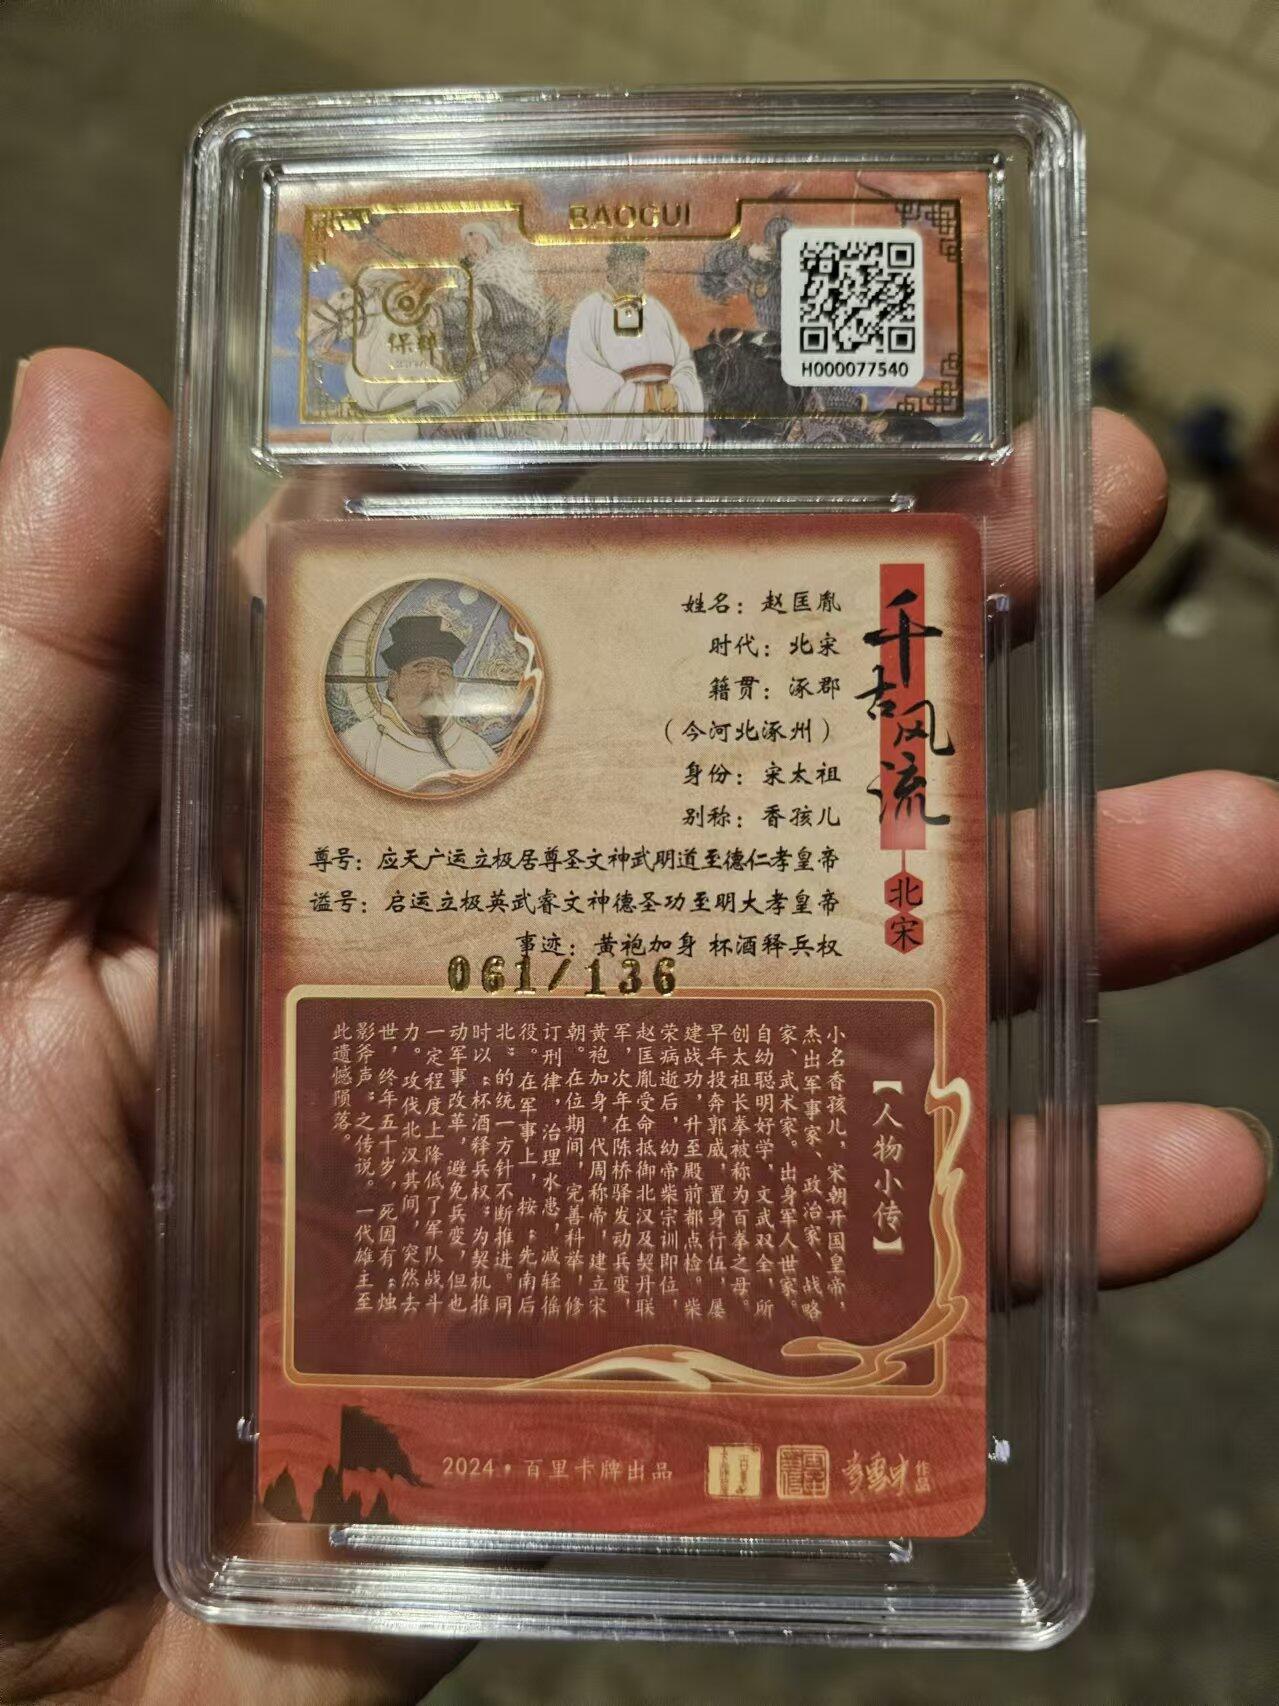 BAOGUI
保粹
H000077540
千古风流
北宋
姓名：赵匡胤
时代：北宋
籍贯：涿郡
（今河北涿州）
身份：宋太祖
别称：香孩儿
尊号：应天广运立极居尊圣文神武明道至德仁孝皇帝
谥号：启运立极英武睿文神德圣功至明大孝皇帝
事迹：黄袍加身 杯酒释兵权
061/136
【人物小传】
小名香孩儿，宋朝开国皇帝，
杰出军事家、政治家、战略
家、武术家。出身军人世家。
自幼聪明好学，文武双全，所
创太祖长拳被称为百拳之母。
早年投奔郭威，置身行伍，屡
建战功，升至殿前都点检。柴
荣病逝后，幼帝柴宗训即位，
赵匡胤受命抵御北汉及契丹联
军，次年在陈桥驿发动兵变，
黄袍加身，代周称帝，建立宋
朝。在位期间，完善科举，修
订刑律，治理水患，减轻徭
役。在军事上，按“先南后
北”的统一方针不断推进。同
时以“杯酒释兵权”为契机推
动军事改革，避免兵变，但也
一定程度上降低了军队战斗
力。攻伐北汉其间，突然去
世，终年五十岁，死因有“烛
影斧声”之传说。一代雄主至
此遗憾陨落。
2024·百里卡牌出品
李云中作品